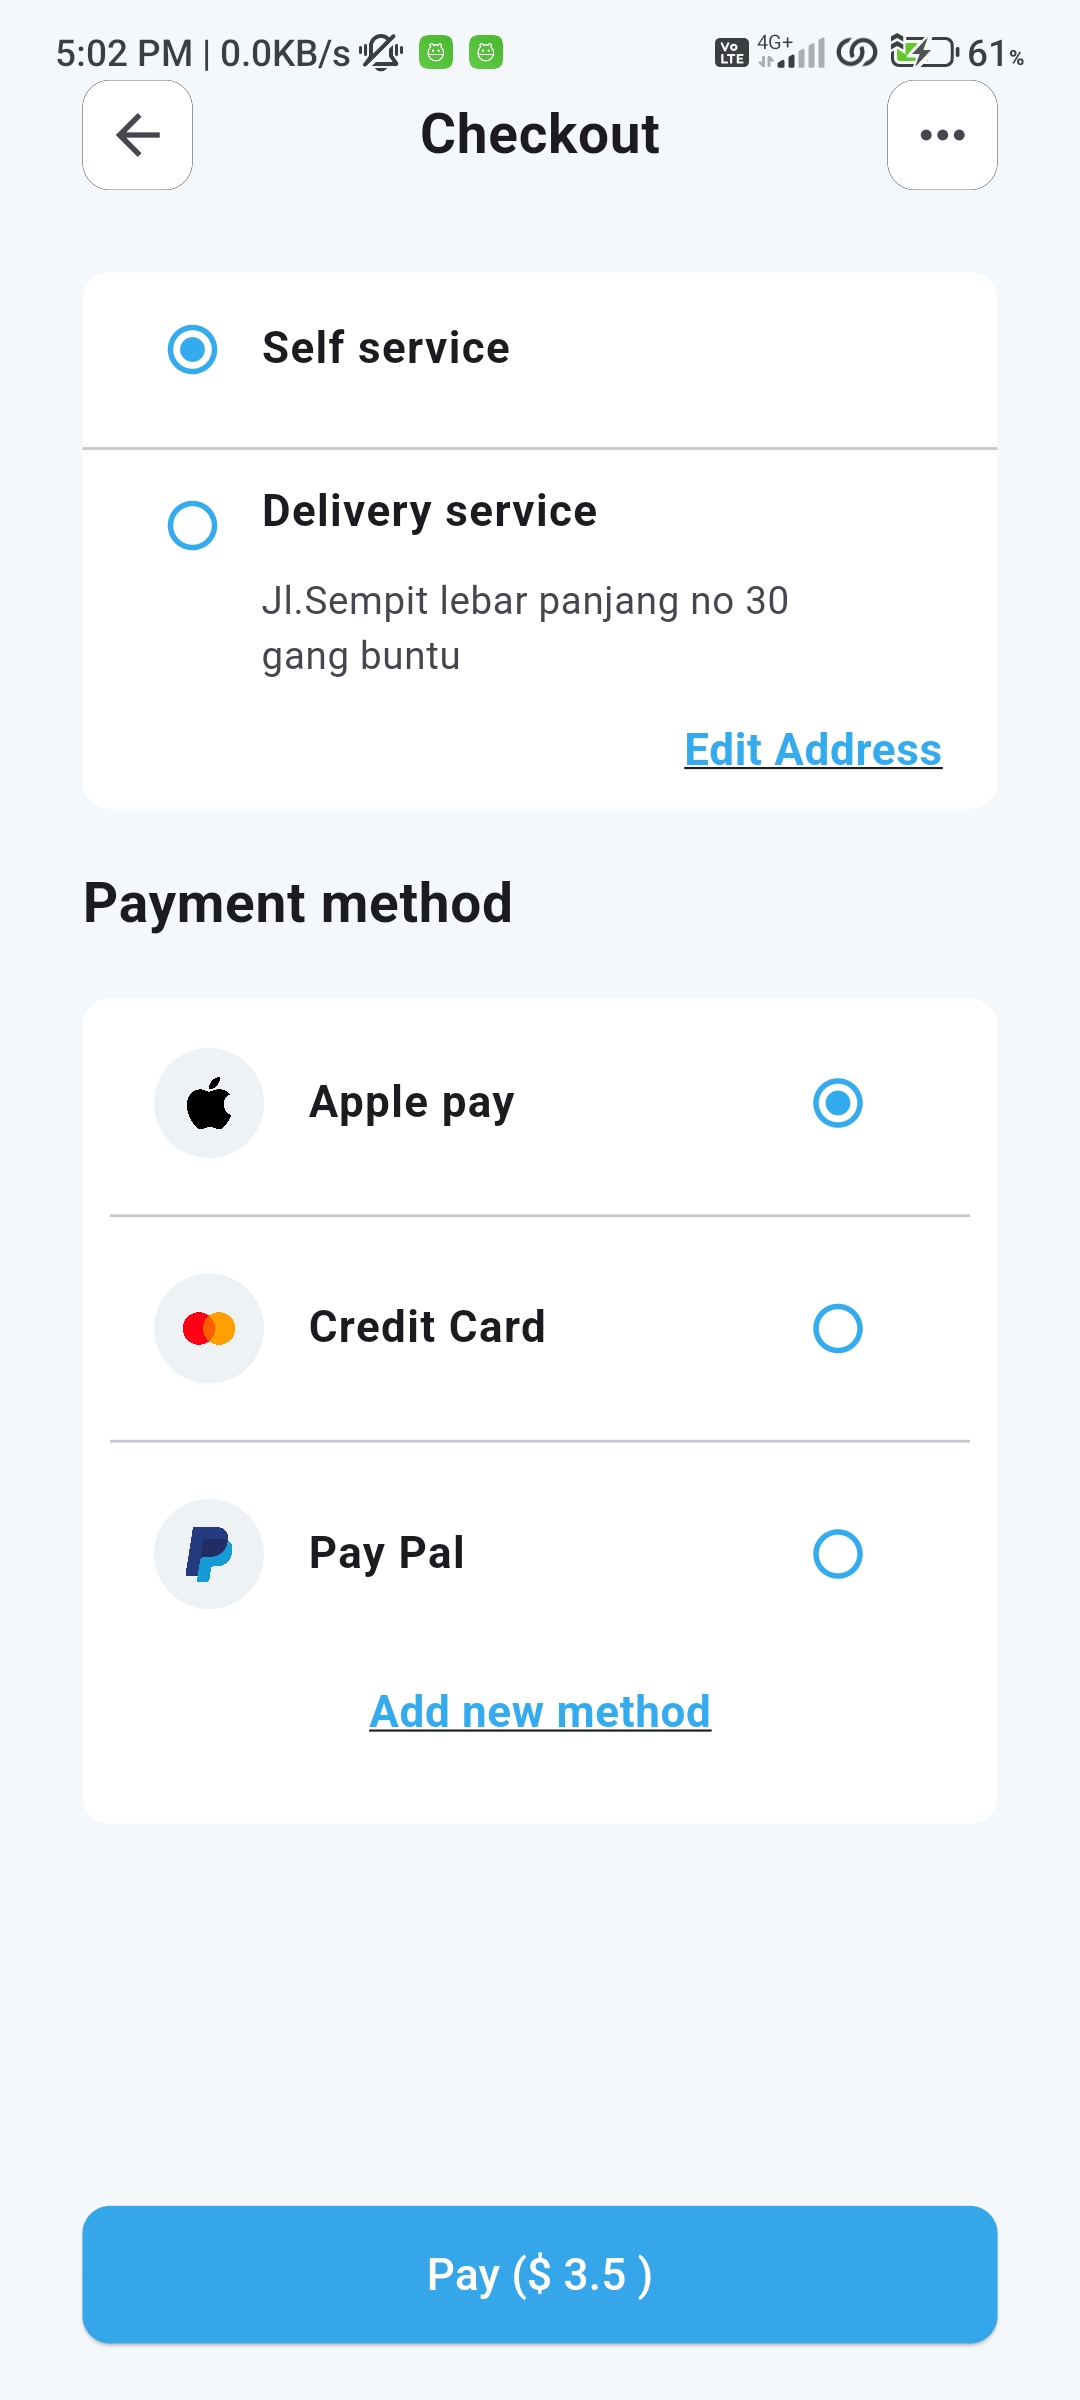 5:02 PM | 0.0KB/s Vo LTE 4G+ 61%
Checkout
Self service
Delivery service
Jl.Sempit lebar panjang no 30
gang buntu
Edit Address
Payment method
Apple pay
Credit Card
Pay Pal
Add new method
Pay ($ 3.5 )